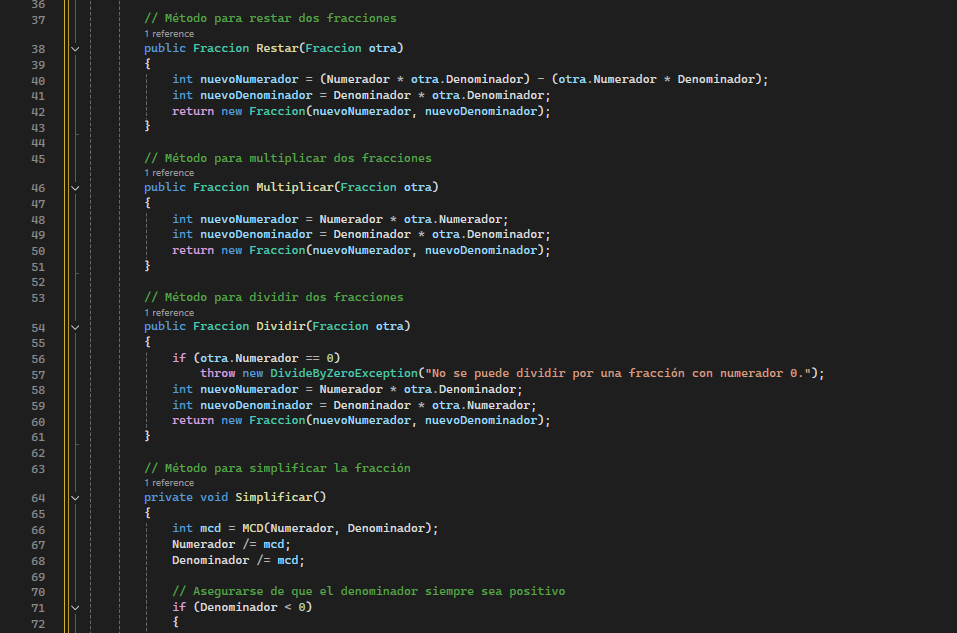 36
37 // Método para restar dos fracciones
1 reference
38 public Fraccion Restar(Fraccion otra)
39 {
40 int nuevoNumerador = (Numerador * otra.Denominador) - (otra.Numerador * Denominador);
41 int nuevoDenominador = Denominador * otra.Denominador;
42 return new Fraccion(nuevoNumerador, nuevoDenominador);
43 }
44
45 // Método para multiplicar dos fracciones
1 reference
46 public Fraccion Multiplicar(Fraccion otra)
47 {
48 int nuevoNumerador = Numerador * otra.Numerador;
49 int nuevoDenominador = Denominador * otra.Denominador;
50 return new Fraccion(nuevoNumerador, nuevoDenominador);
51 }
52
53 // Método para dividir dos fracciones
1 reference
54 public Fraccion Dividir(Fraccion otra)
55 {
56 if (otra.Numerador == 0)
57 throw new DivideByZeroException("No se puede dividir por una fracción con numerador 0.");
58 int nuevoNumerador = Numerador * otra.Denominador;
59 int nuevoDenominador = Denominador * otra.Numerador;
60 return new Fraccion(nuevoNumerador, nuevoDenominador);
61 }
62
63 // Método para simplificar la fracción
1 reference
64 private void Simplificar()
65 {
66 int mcd = MCD(Numerador, Denominador);
67 Numerador /= mcd;
68 Denominador /= mcd;
69
70 // Asegurarse de que el denominador siempre sea positivo
71 if (Denominador < 0)
72 {